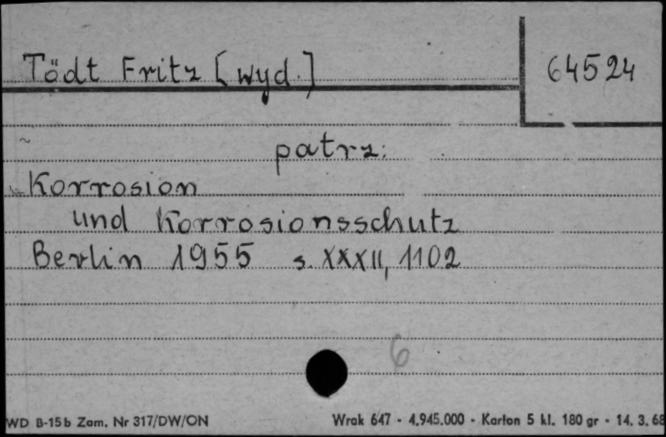 Tödt Fritz [wyd.]
64524
patrz:
Korrosion
und Korrosionsschutz
Berlin 1955 s. XXXII, 1102
6
WD B-15b Zam. Nr 317/DW/ON
Wrak 647 - 4.945.000 - Karton 5 kl. 180 gr - 14. 3. 68